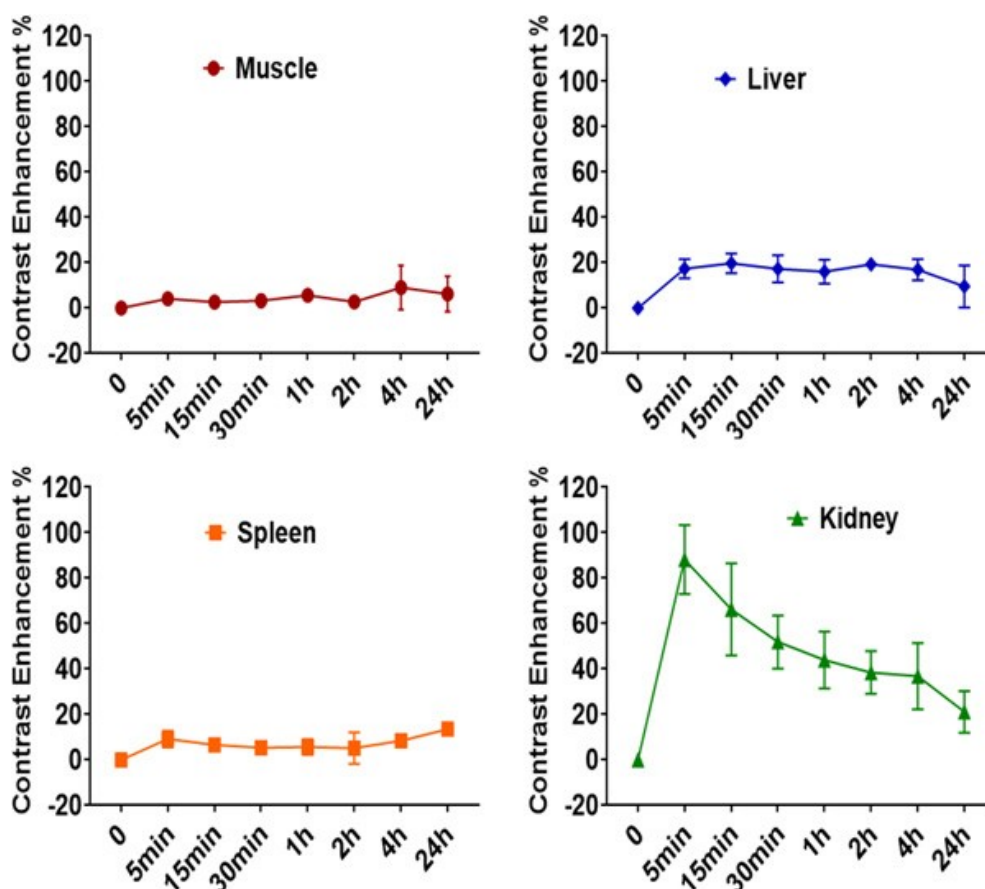 Contrast Enhancement %
120
100
80
60
40
20
0
-20
Muscle
0
5min
15min
30min
1h
2h
4h
24h
Contrast Enhancement %
120
100
80
60
40
20
0
-20
Liver
0
5min
15min
30min
1h
2h
4h
24h
Contrast Enhancement %
120
100
80
60
40
20
0
-20
Spleen
0
5min
15min
30min
1h
2h
4h
24h
Contrast Enhancement %
120
100
80
60
40
20
0
-20
Kidney
0
5min
15min
30min
1h
2h
4h
24h